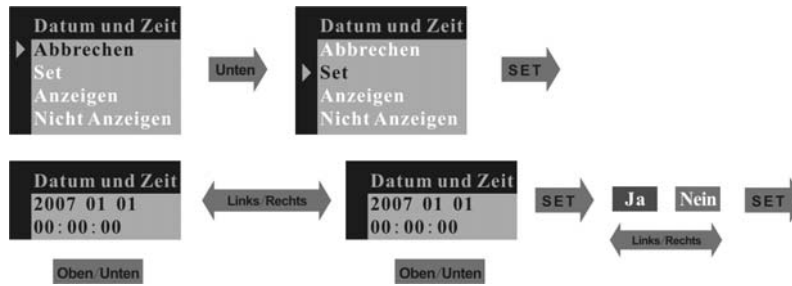 Datum und Zeit
Abbrechen
Set
Anzeigen
Nicht Anzeigen
Unten
Datum und Zeit
Abbrechen
Set
Anzeigen
Nicht Anzeigen
SET
Datum und Zeit
2007 01 01
00:00:00
Oben/Unten
Links/Rechts
Datum und Zeit
2007 01 01
00:00:00
Oben/Unten
SET
Ja Nein
Links/Rechts
SET